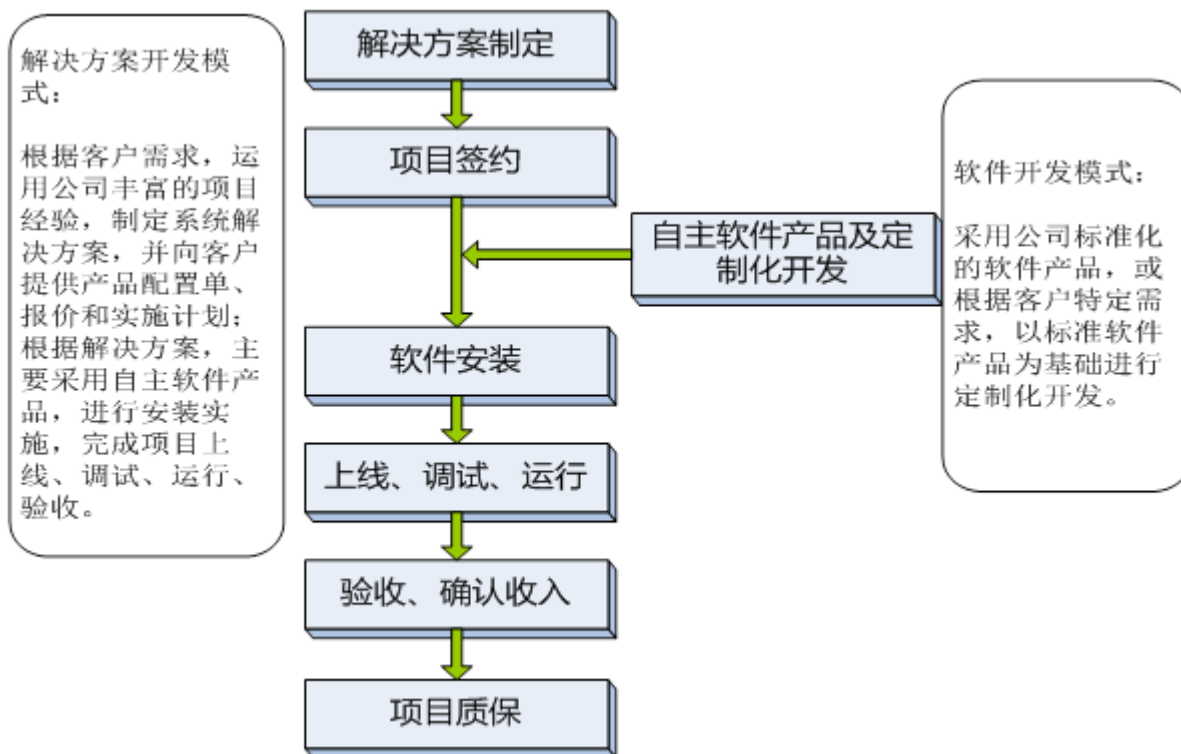 解决方案开发模
式：
根据客户需求，运
用公司丰富的项目
经验，制定系统解
决方案，并向客户
提供产品配置单、
报价和实施计划；
根据解决方案，主
要采用自主软件产
品，进行安装实
施，完成项目上
线、调试、运行、
验收。
解决方案制定
项目签约
自主软件产品及定
制化开发
软件安装
上线、调试、运行
验收、确认收入
项目质保
软件开发模式：
采用公司标准化
的软件产品，或
根据客户特定需
求，以标准软件
产品为基础进行
定制化开发。